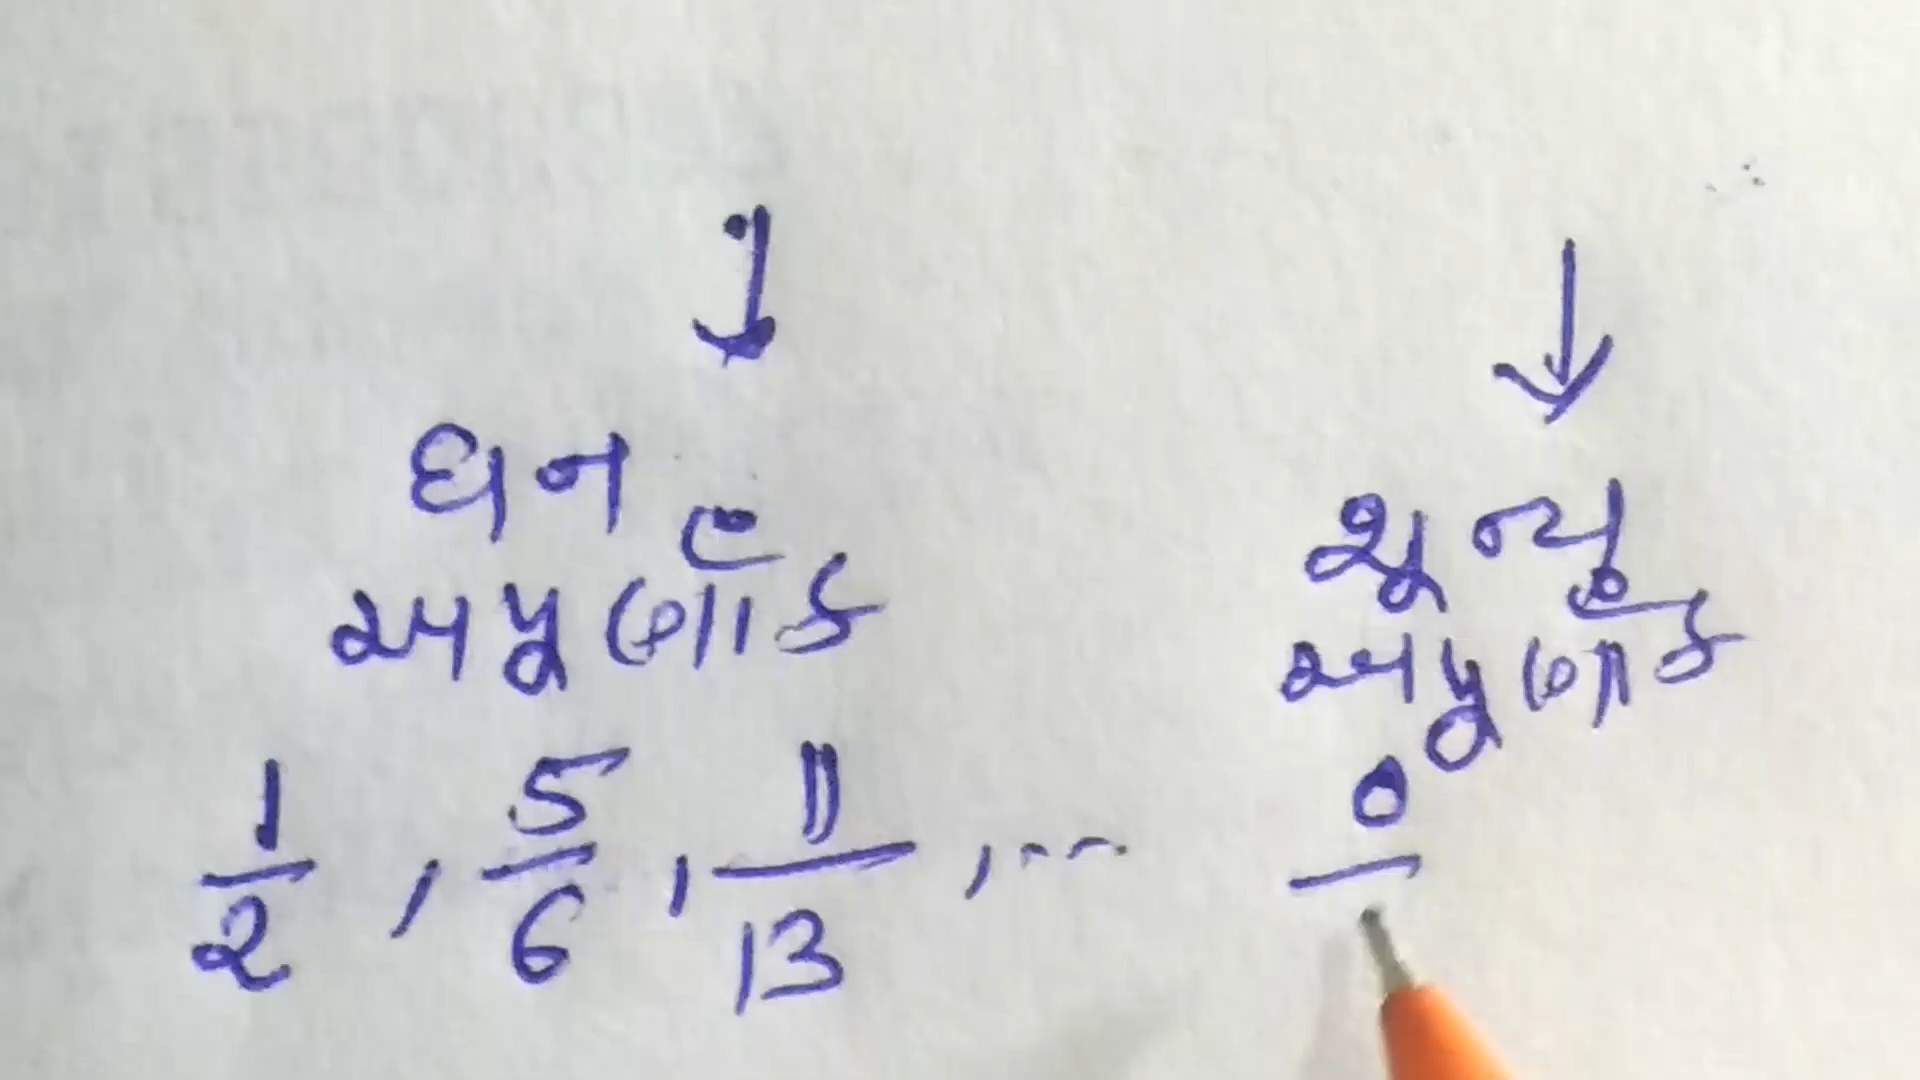 ધન
અપૂર્ણાંક
1/2 , 5/6 , 11/13 , ...
શૂન્ય
અપૂર્ણાંક
0/